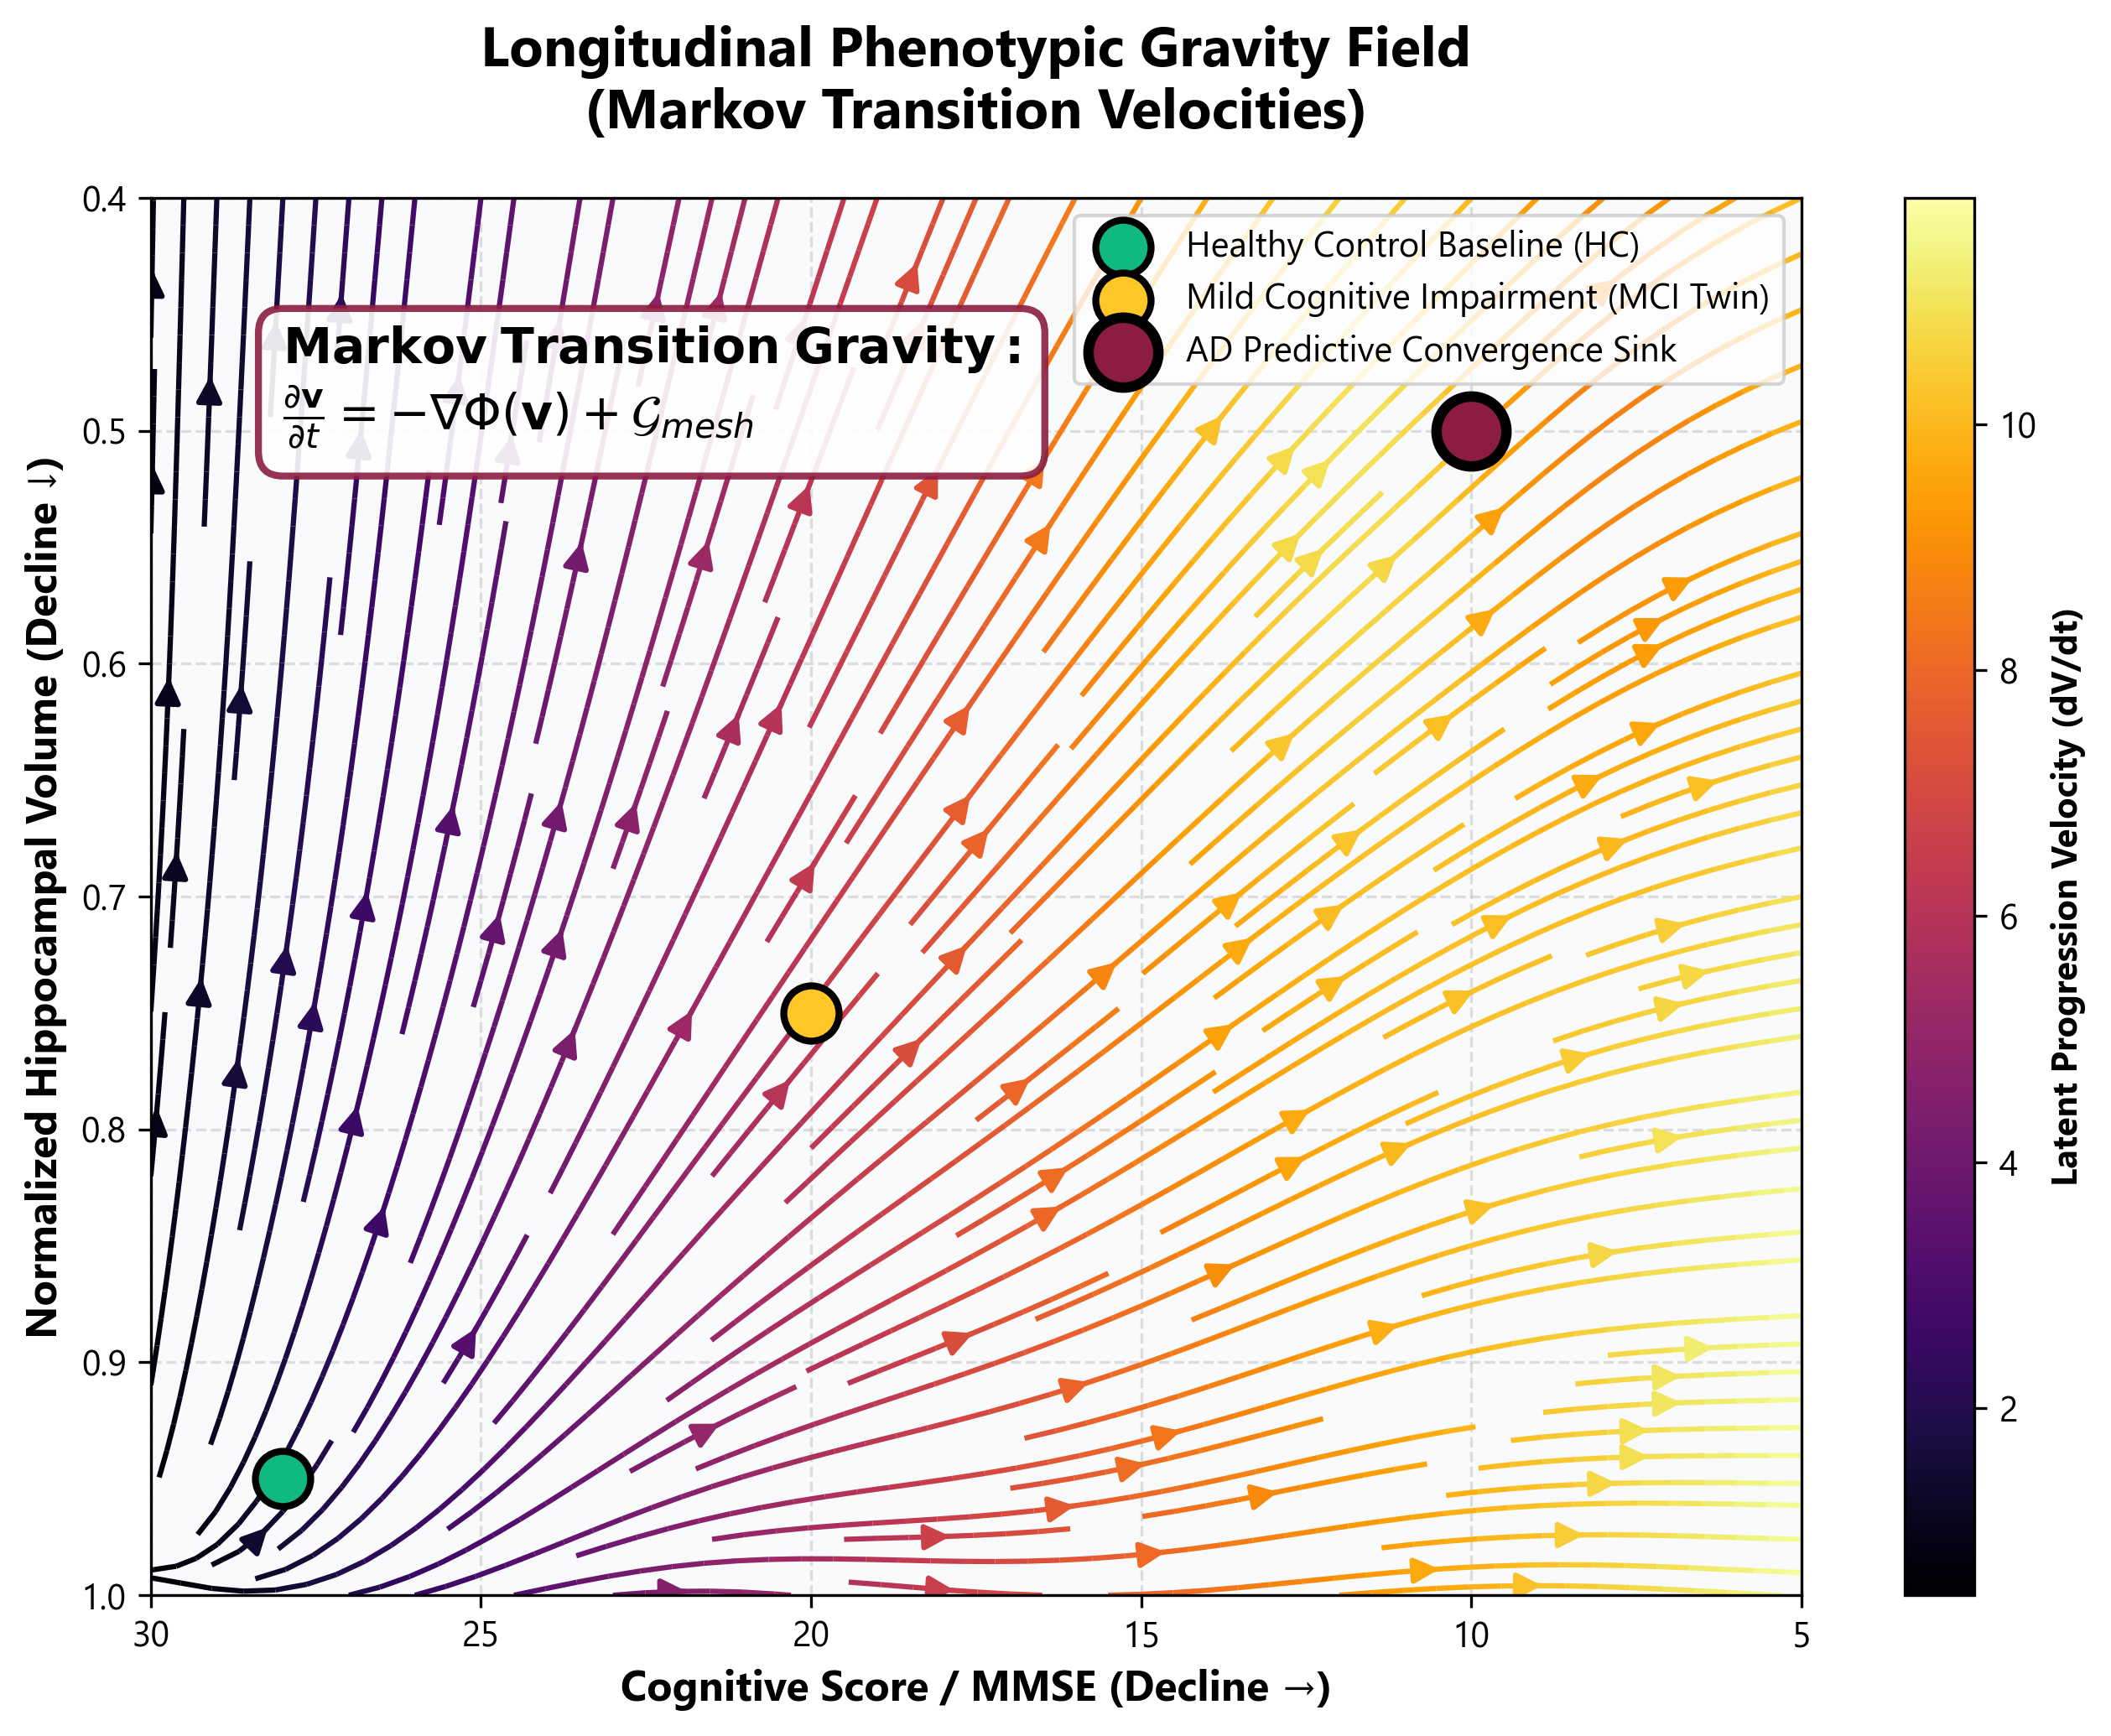 Longitudinal Phenotypic Gravity Field
(Markov Transition Velocities)
Normalized Hippocampal Volume (Decline ↓)
0.4
0.5
0.6
0.7
0.8
0.9
1.0
Markov Transition Gravity :
∂v/∂t = −∇Φ(v) + 𝒢mesh
Healthy Control Baseline (HC)
Mild Cognitive Impairment (MCI Twin)
AD Predictive Convergence Sink
30 25 20 15 10 5
Cognitive Score / MMSE (Decline →)
10
8
6
4
2
Latent Progression Velocity (dV/dt)